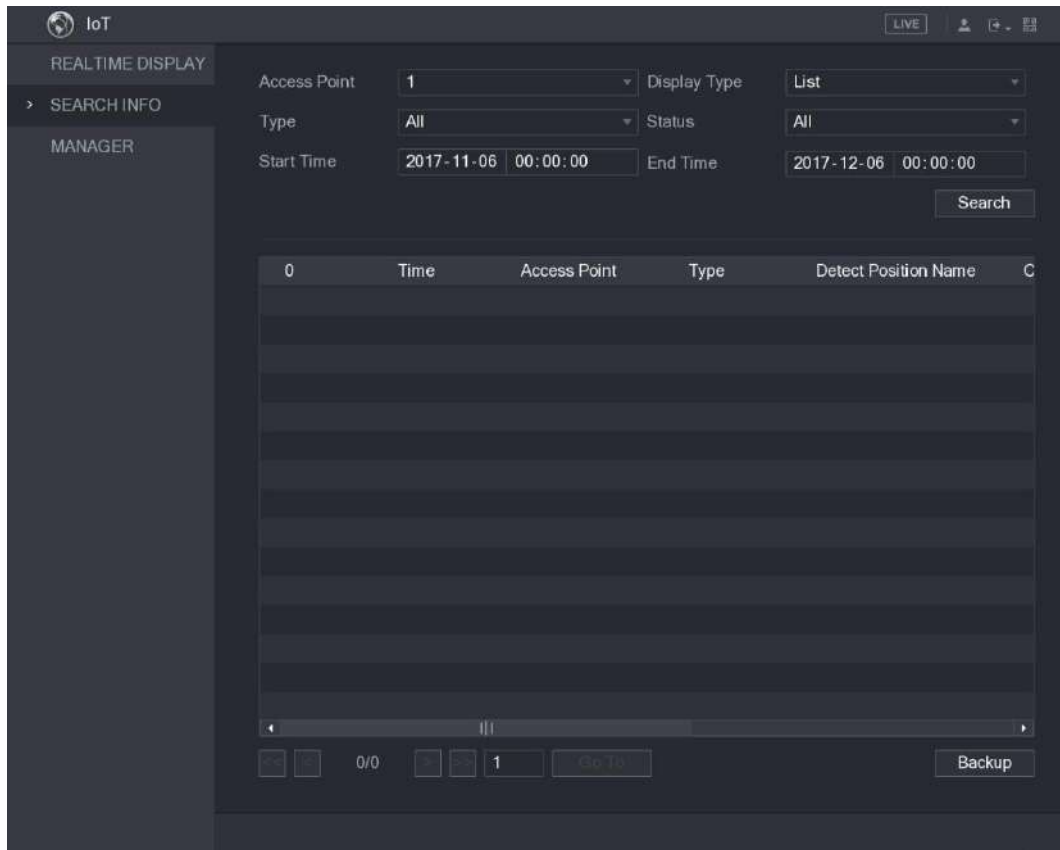 IoT LIVE
REALTIME DISPLAY
Access Point 1 Display Type List
> SEARCH INFO
Type All Status All
MANAGER
Start Time 2017-11-06 00:00:00 End Time 2017-12-06 00:00:00
Search
0 Time Access Point Type Detect Position Name C
<< < 0/0 > >> 1 Go To Backup